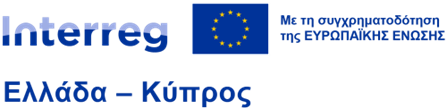 Interreg
Με τη συγχρηματοδότηση
της ΕΥΡΩΠΑΪΚΗΣ ΕΝΩΣΗΣ
Ελλάδα – Κύπρος